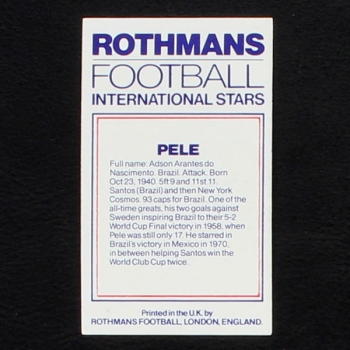 ROTHMANS
FOOTBALL
INTERNATIONAL STARS
PELE
Full name: Adson Arantes do
Nascimento. Brazil. Attack. Born
Oct 23, 1940. 5ft 9 and 11st 11.
Santos (Brazil) and then New York
Cosmos. 93 caps for Brazil. One of the
all-time greats, his two goals against
Sweden inspiring Brazil to their 5-2
World Cup Final victory in 1958, when
Pele was still only 17. He starred in
Brazil's victory in Mexico in 1970,
in between helping Santos win the
World Club Cup twice.
Printed in the U.K. by
ROTHMANS FOOTBALL, LONDON, ENGLAND.